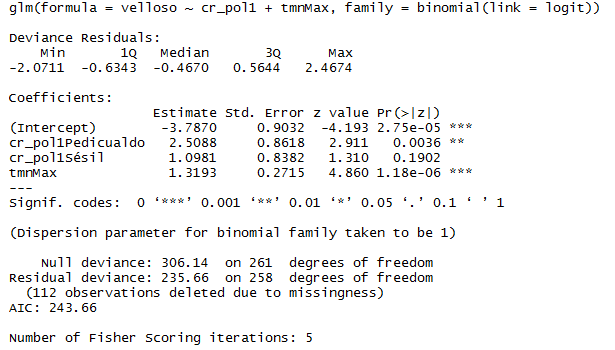 glm(formula = velloso ~ cr_pol1 + tmnMax, family = binomial(link = logit))
Deviance Residuals:
Min 1Q Median 3Q Max
-2.0711 -0.6343 -0.4670 0.5644 2.4674
Coefficients:
Estimate Std. Error z value Pr(>|z|)
(Intercept) -3.7870 0.9032 -4.193 2.75e-05 ***
cr_pol1Pedicualdo 2.5088 0.8618 2.911 0.0036 **
cr_pol1Sésil 1.0981 0.8382 1.310 0.1902
tmnMax 1.3193 0.2715 4.860 1.18e-06 ***
---
Signif. codes: 0 ‘***’ 0.001 ‘**’ 0.01 ‘*’ 0.05 ‘.’ 0.1 ‘ ’ 1
(Dispersion parameter for binomial family taken to be 1)
Null deviance: 306.14 on 261 degrees of freedom
Residual deviance: 235.66 on 258 degrees of freedom
(112 observations deleted due to missingness)
AIC: 243.66
Number of Fisher Scoring iterations: 5